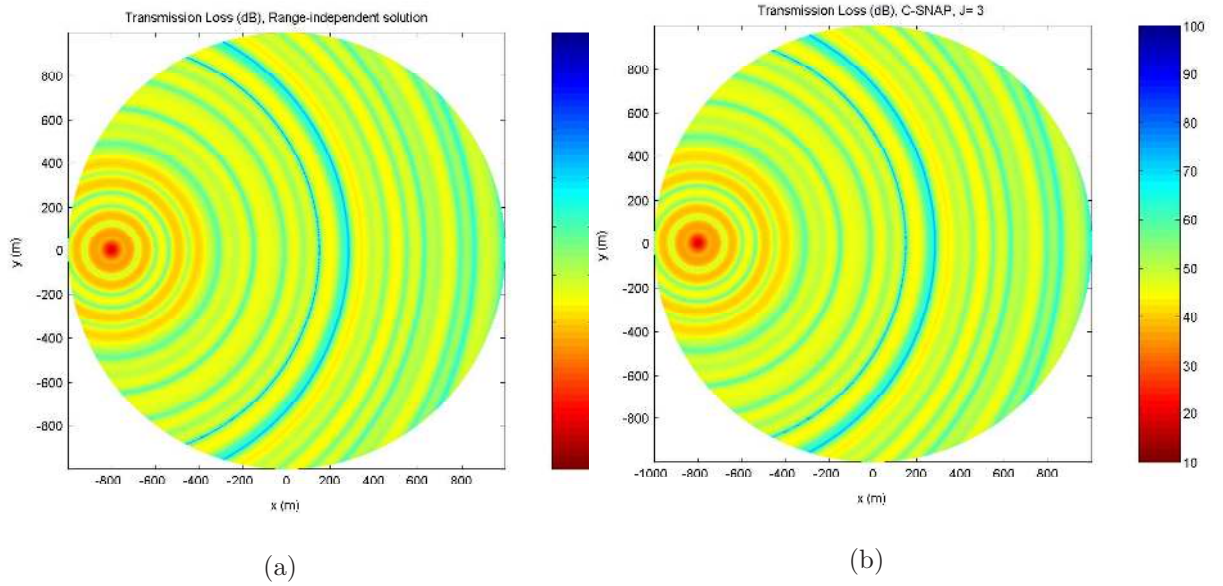 Transmission Loss (dB), Range-independent solution
800
600
400
200
0
-200
-400
-600
-800
y (m)
-800 -600 -400 -200 0 200 400 600 800
x (m)
(a)
Transmission Loss (dB), C-SNAP, J= 3
800
600
400
200
0
-200
-400
-600
-800
y (m)
-1000 -800 -600 -400 -200 0 200 400 600 800
x (m)
100
90
80
70
60
50
40
30
20
10
(b)